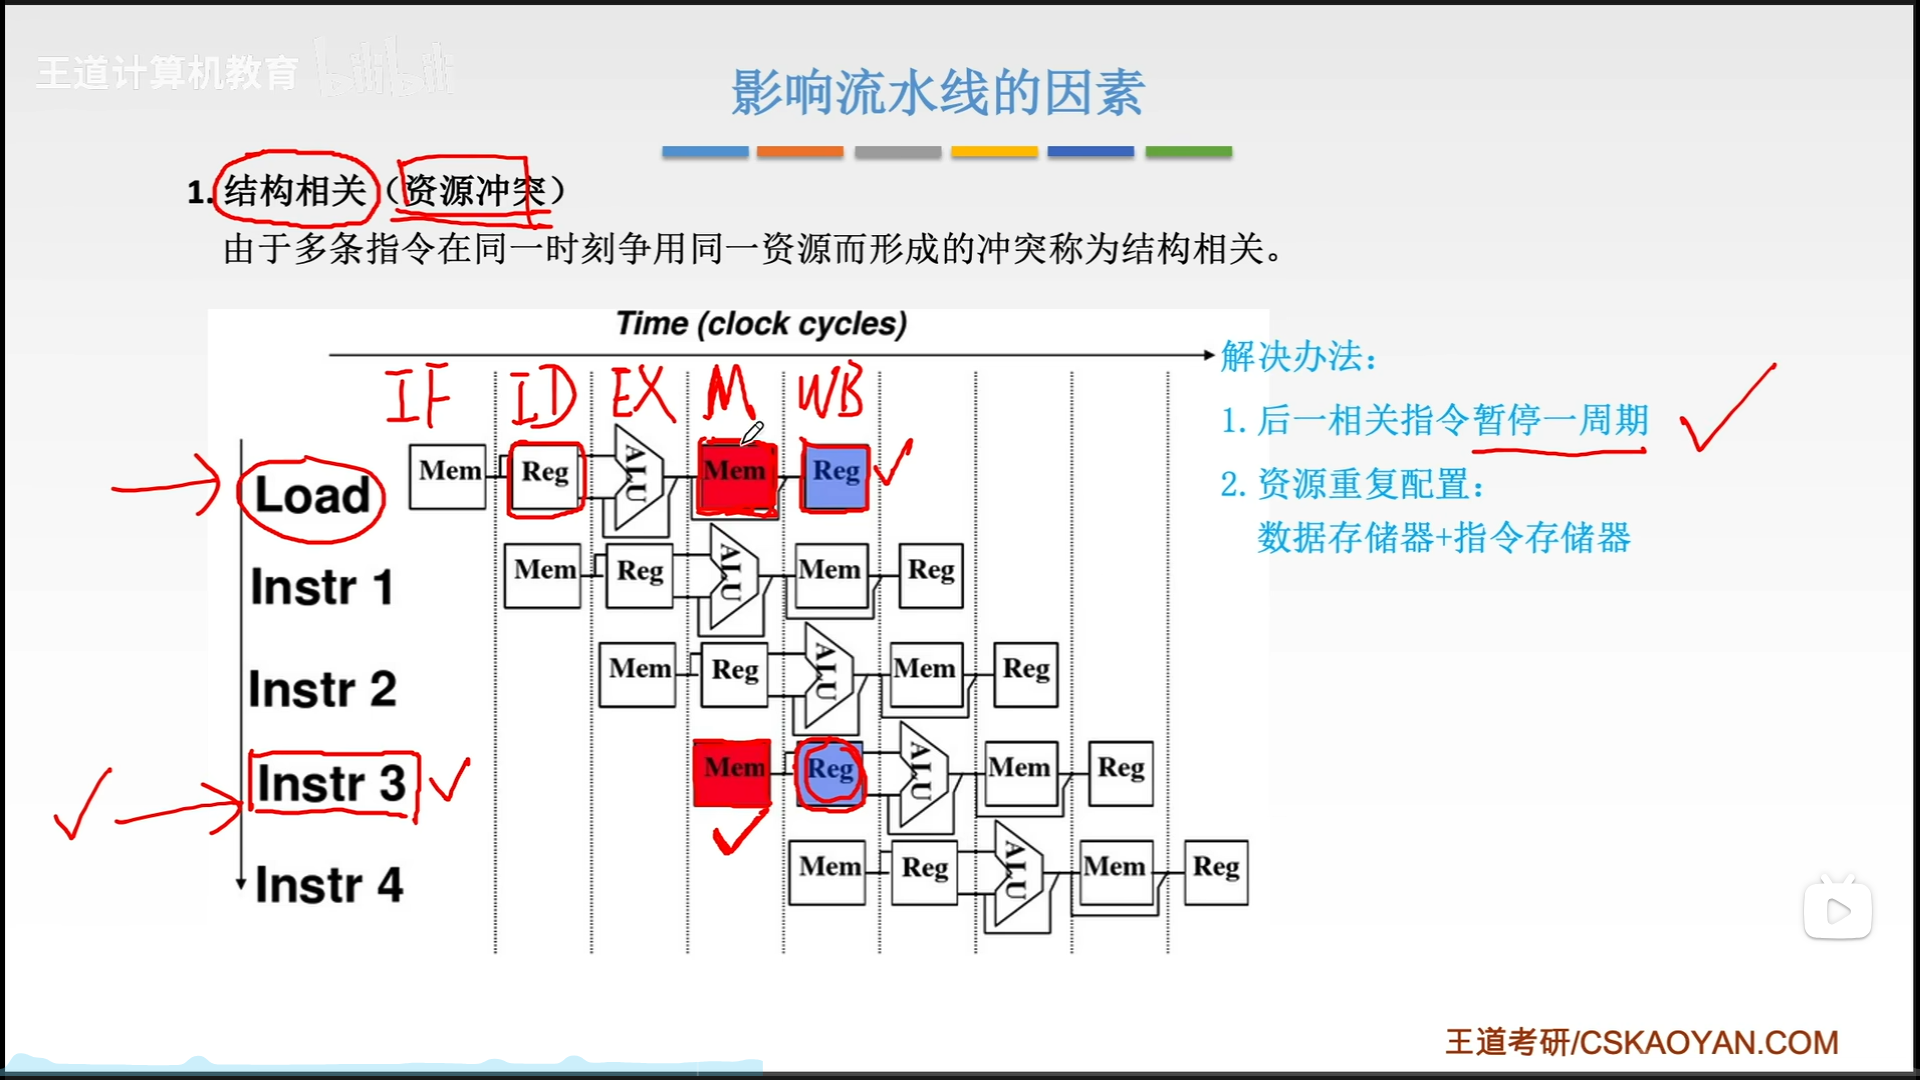 王道计算机教育 bilibili
影响流水线的因素
1. 结构相关（资源冲突）
由于多条指令在同一时刻争用同一资源而形成的冲突称为结构相关。
Time (clock cycles)
IF ID EX M WB
Load Mem Reg ALU Mem Reg
Instr 1 Mem Reg ALU Mem Reg
Instr 2 Mem Reg ALU Mem Reg
Instr 3 Mem Reg ALU Mem Reg
Instr 4 Mem Reg ALU Mem Reg
解决办法：
1. 后一相关指令暂停一周期
2. 资源重复配置：
数据存储器+指令存储器
王道考研/CSKAOYAN.COM